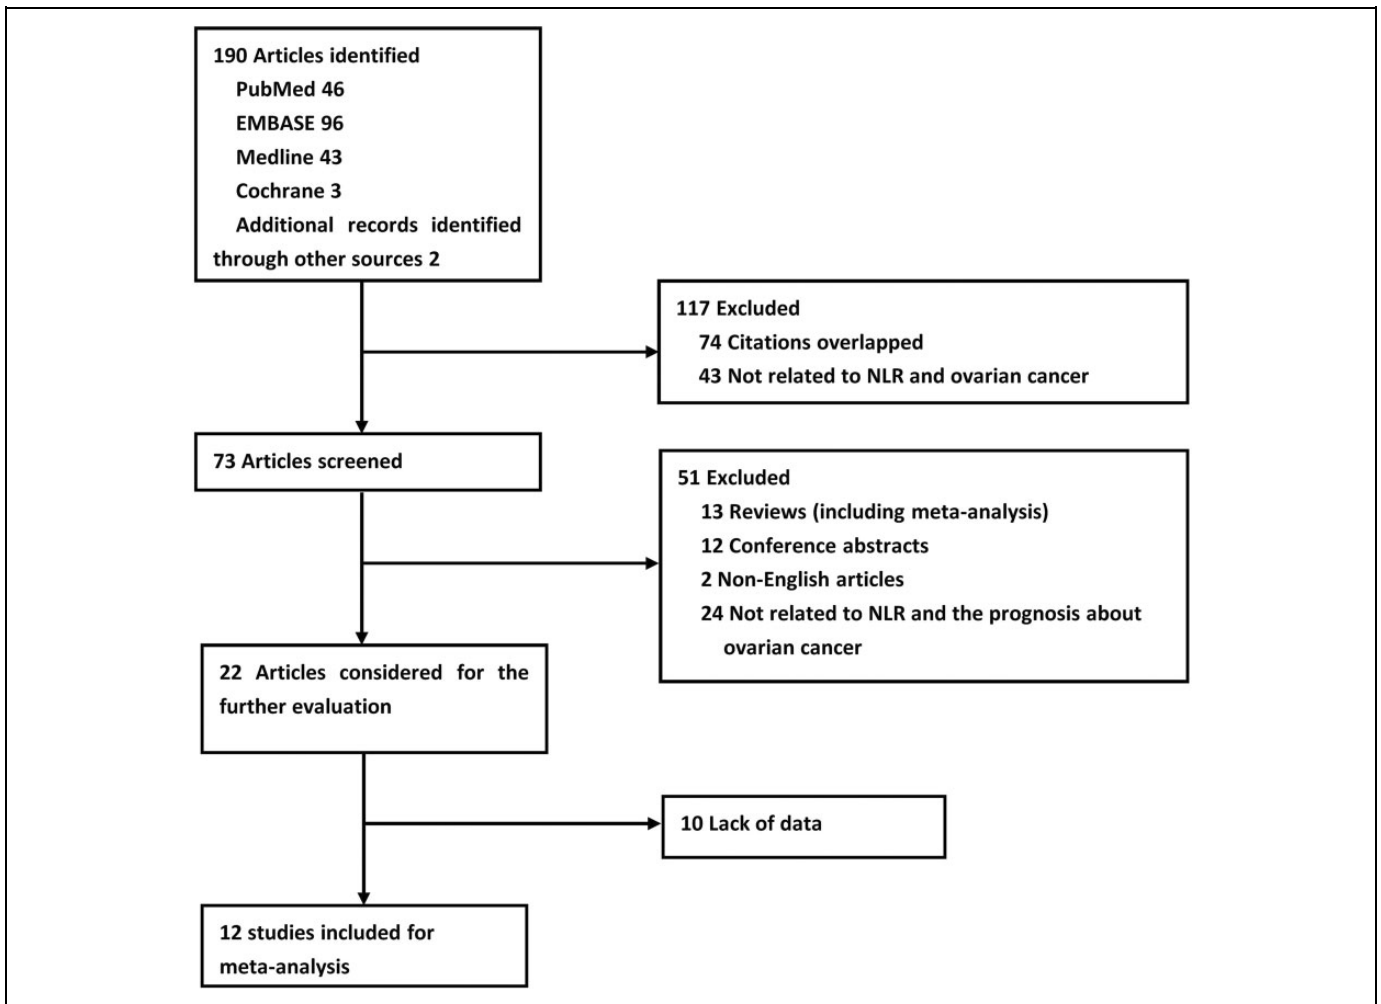 190 Articles identified
PubMed 46
EMBASE 96
Medline 43
Cochrane 3
Additional records identified
through other sources 2
117 Excluded
74 Citations overlapped
43 Not related to NLR and ovarian cancer
73 Articles screened
51 Excluded
13 Reviews (including meta-analysis)
12 Conference abstracts
2 Non-English articles
24 Not related to NLR and the prognosis about
ovarian cancer
22 Articles considered for the
further evaluation
10 Lack of data
12 studies included for
meta-analysis